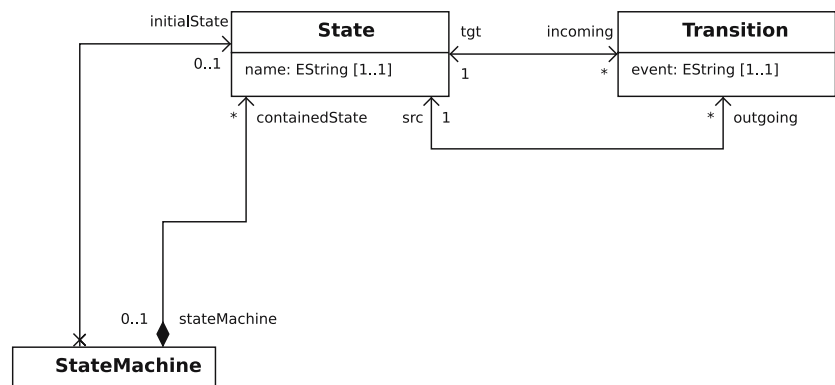 initialState
0..1
State
name: EString [1..1]
tgt
1
incoming
*
Transition
event: EString [1..1]
* containedState
src 1
* outgoing
0..1 stateMachine
StateMachine